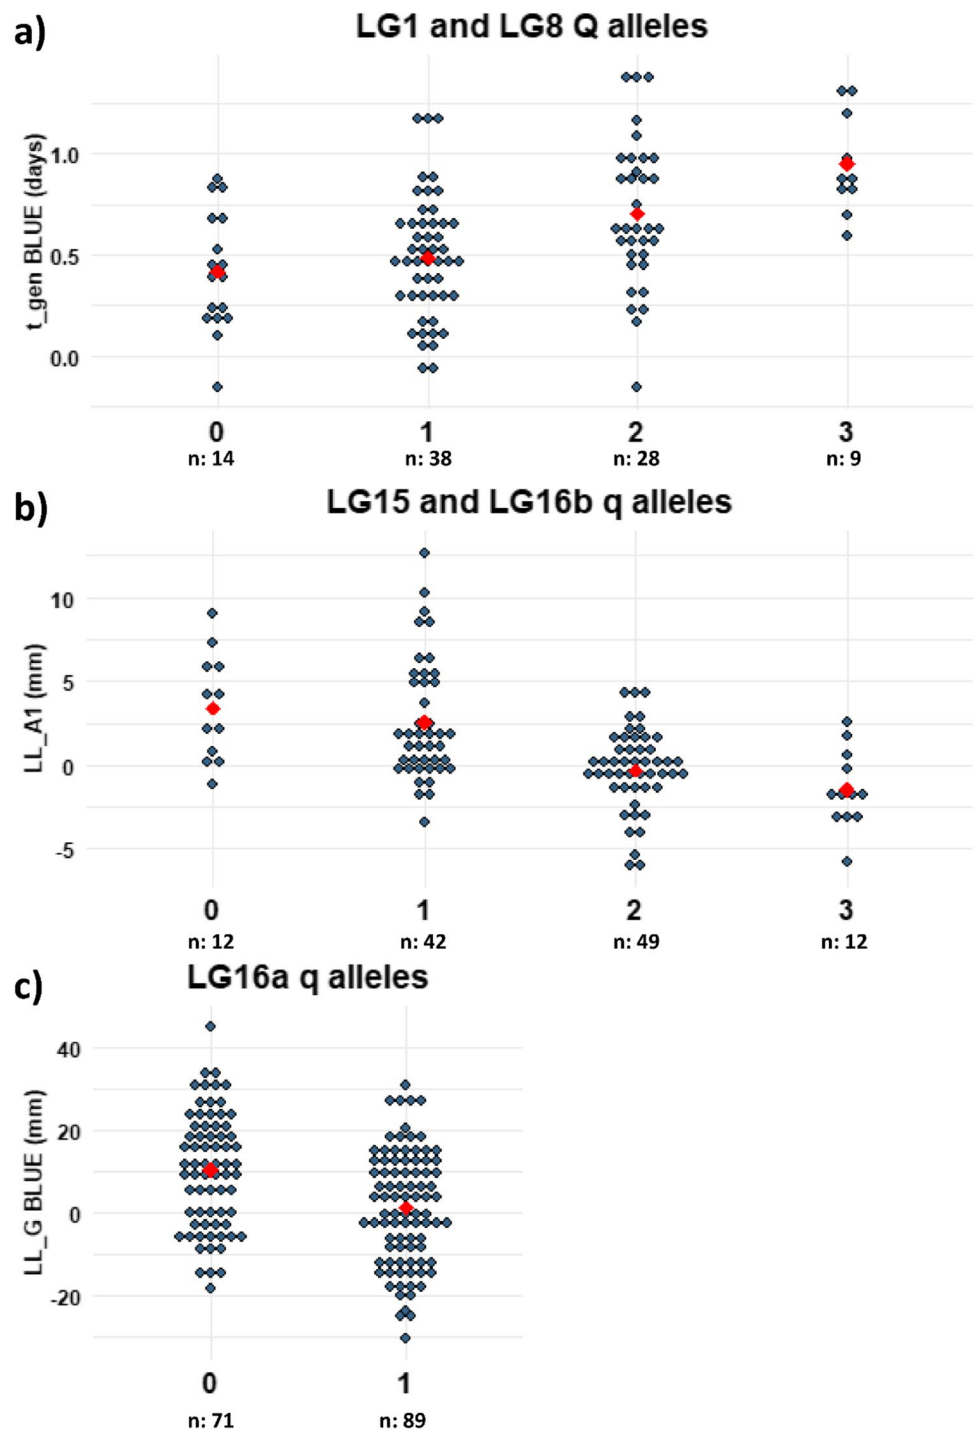 a)
LG1 and LG8 Q alleles
t_gen BLUE (days)
1.0
0.5
0.0
0 1 2 3
n: 14 n: 38 n: 28 n: 9
b)
LG15 and LG16b q alleles
LL_A1 (mm)
10
5
0
-5
0 1 2 3
n: 12 n: 42 n: 49 n: 12
c)
LG16a q alleles
LL_G BLUE (mm)
40
20
0
-20
0 1
n: 71 n: 89